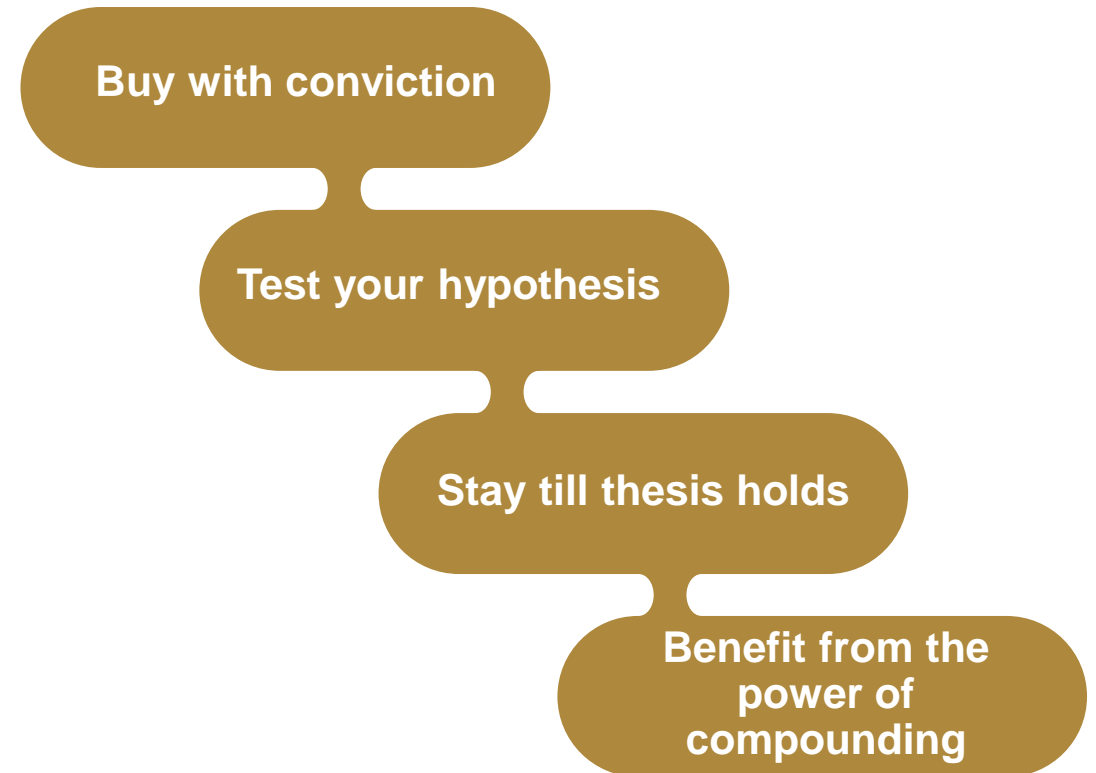 Buy with conviction
Test your hypothesis
Stay till thesis holds
Benefit from the
power of
compounding